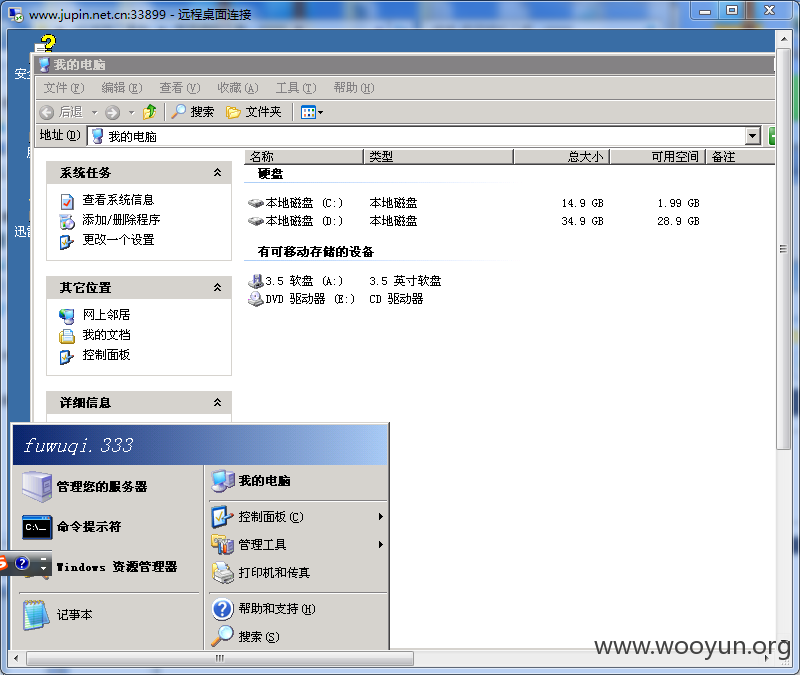 www.jupin.net.cn:33899 - 远程桌面连接
我的电脑
文件(F) 编辑(E) 查看(V) 收藏(A) 工具(T) 帮助(H)
后退 搜索 文件夹
地址(D) 我的电脑
系统任务
查看系统信息
添加/删除程序
更改一个设置
其它位置
网上邻居
我的文档
控制面板
详细信息
名称 类型 总大小 可用空间 备注
硬盘
本地磁盘 (C:) 本地磁盘 14.9 GB 1.99 GB
本地磁盘 (D:) 本地磁盘 34.9 GB 28.9 GB
有可移动存储的设备
3.5 软盘 (A:) 3.5 英寸软盘
DVD 驱动器 (E:) CD 驱动器
fuwuqi.333
管理您的服务器
命令提示符
C:\_
Windows 资源管理器
记事本
我的电脑
控制面板(C)
管理工具
打印机和传真
帮助和支持(H)
搜索(S)
www.wooyun.org